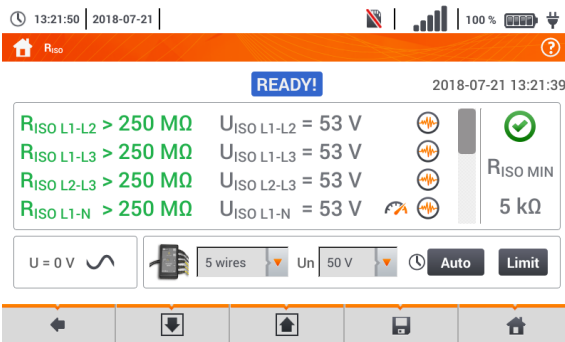 13:21:50 2018-07-21 100 %
RISO
READY! 2018-07-21 13:21:39
RISO L1-L2 > 250 MΩ UISO L1-L2 = 53 V
RISO L1-L3 > 250 MΩ UISO L1-L3 = 53 V
RISO L2-L3 > 250 MΩ UISO L2-L3 = 53 V
RISO L1-N > 250 MΩ UISO L1-N = 53 V
RISO MIN
5 kΩ
U = 0 V 5 wires Un 50 V Auto Limit